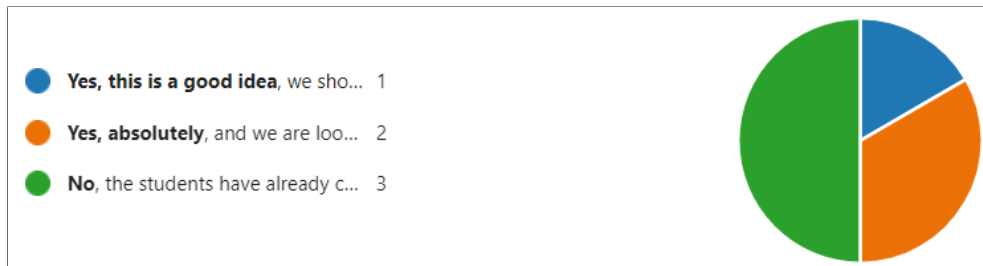 Yes, this is a good idea, we sho... 1
Yes, absolutely, and we are loo... 2
No, the students have already c... 3